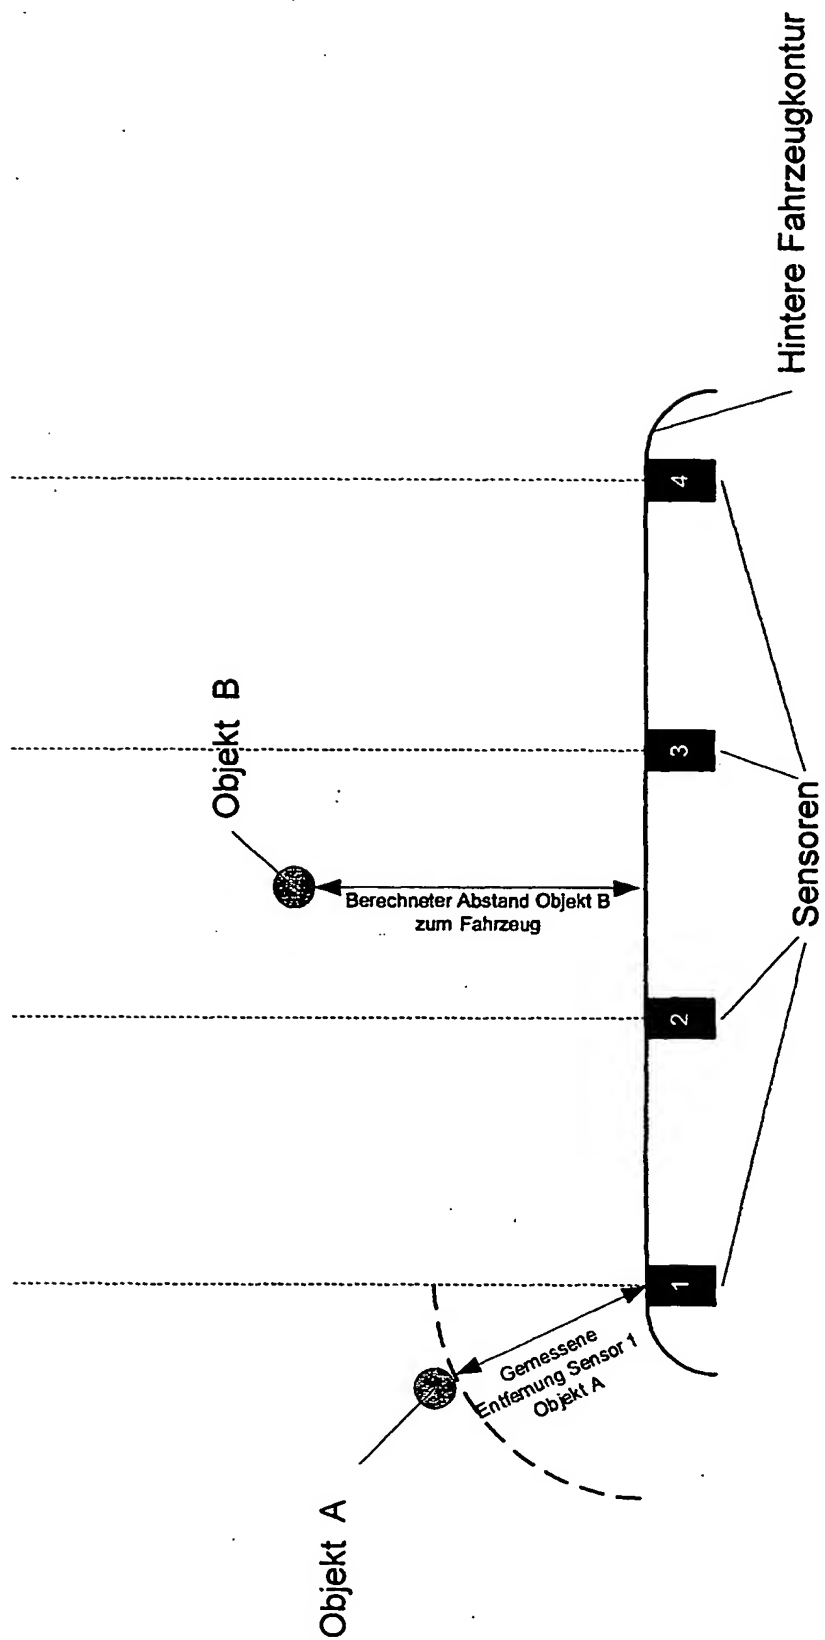 Objekt B
Objekt A
Berechneter Abstand Objekt B
zum Fahrzeug
Gemessene
Entfernung Sensor 1
Objekt A
1
2
3
4
Sensoren
Hintere Fahrzeugkontur